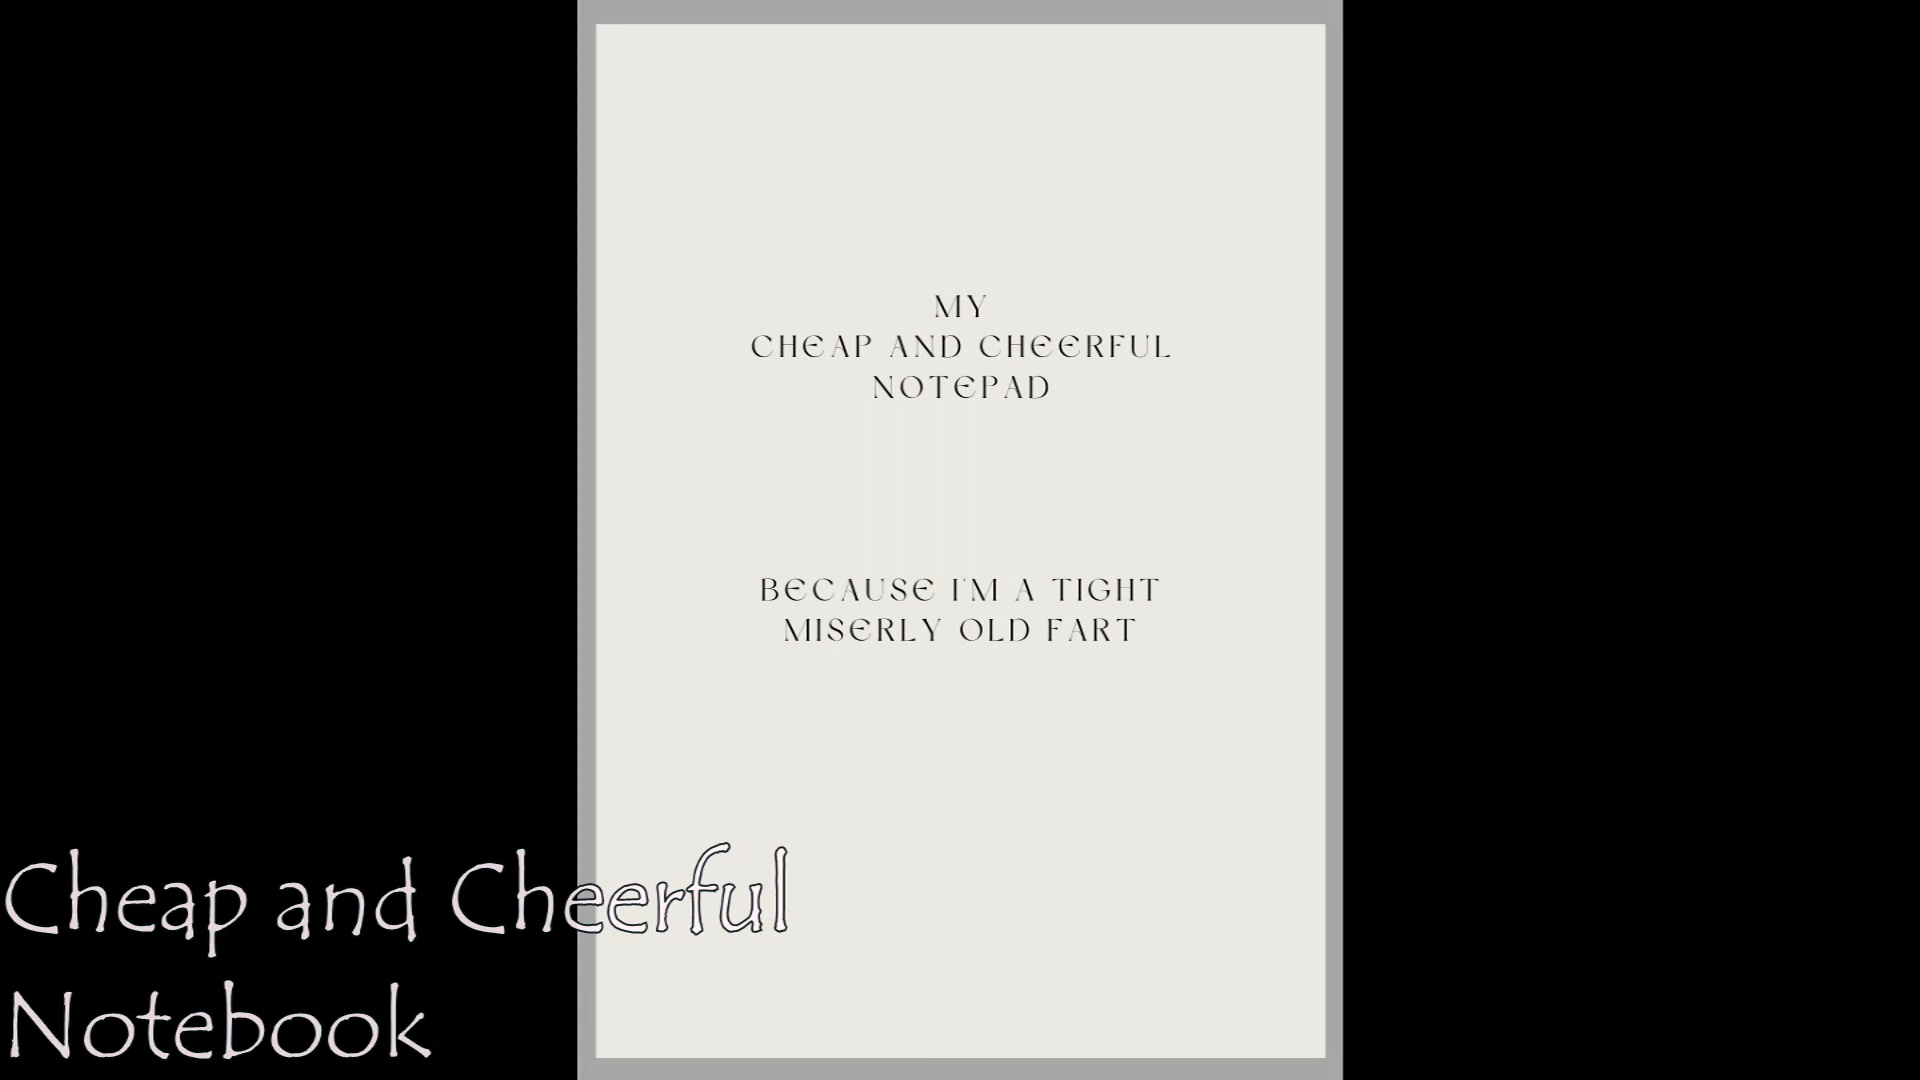 MY
CHEAP AND CHEERFUL
NOTEPAD
BECAUSE I'M A TIGHT
MISERLY OLD FART
Cheap and Cheerful
Notebook